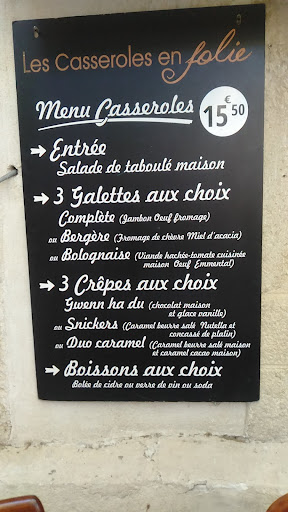 Les Casseroles en folie
Menu Casseroles 15€50
➜ Entrée
Salade de taboulé maison
➜ 3 Galettes aux choix
Complète (Jambon Oeuf fromage)
ou Bergère (Fromage de chèvre Miel d'acacia)
ou Bolognaise (Viande hachée-tomate cuisinée
maison Oeuf Emmental)
➜ 3 Crêpes aux choix
Gwenn ha du (chocolat maison
et glace vanille)
ou Snickers (Caramel beurre salé Nutella et
concassé de pralin)
ou Duo caramel (Caramel beurre salé maison
et caramel cacao maison)
➜ Boissons aux choix
Bolée de cidre ou verre de vin ou soda